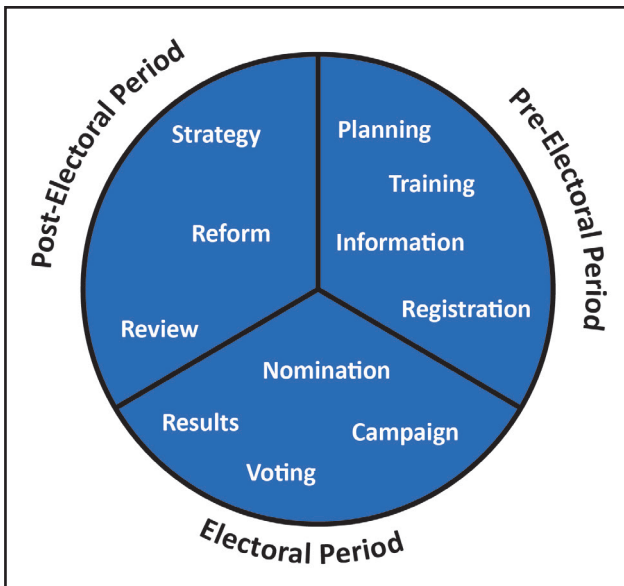 Post-Electoral Period
Strategy
Reform
Review
Pre-Electoral Period
Planning
Training
Information
Registration
Nomination
Campaign
Voting
Results
Electoral Period